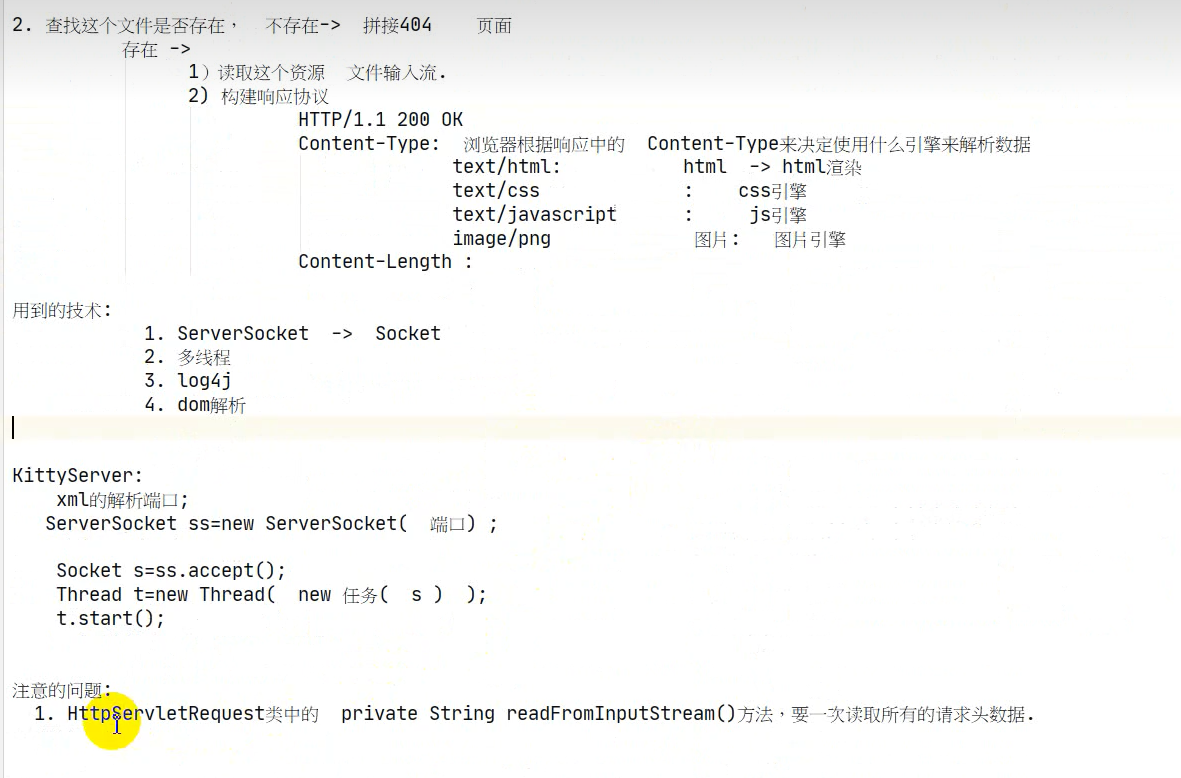 2. 查找这个文件是否存在， 不存在-> 拼接404 页面
存在 ->
1）读取这个资源 文件输入流.
2) 构建响应协议
HTTP/1.1 200 OK
Content-Type: 浏览器根据响应中的 Content-Type来决定使用什么引擎来解析数据
text/html: html -> html渲染
text/css : css引擎
text/javascript : js引擎
image/png 图片: 图片引擎
Content-Length :
用到的技术:
1. ServerSocket -> Socket
2. 多线程
3. log4j
4. dom解析
KittyServer:
xml的解析端口;
ServerSocket ss=new ServerSocket( 端口) ;
Socket s=ss.accept();
Thread t=new Thread( new 任务( s ) );
t.start();
注意的问题:
1. HttpServletRequest类中的 private String readFromInputStream()方法，要一次读取所有的请求头数据.